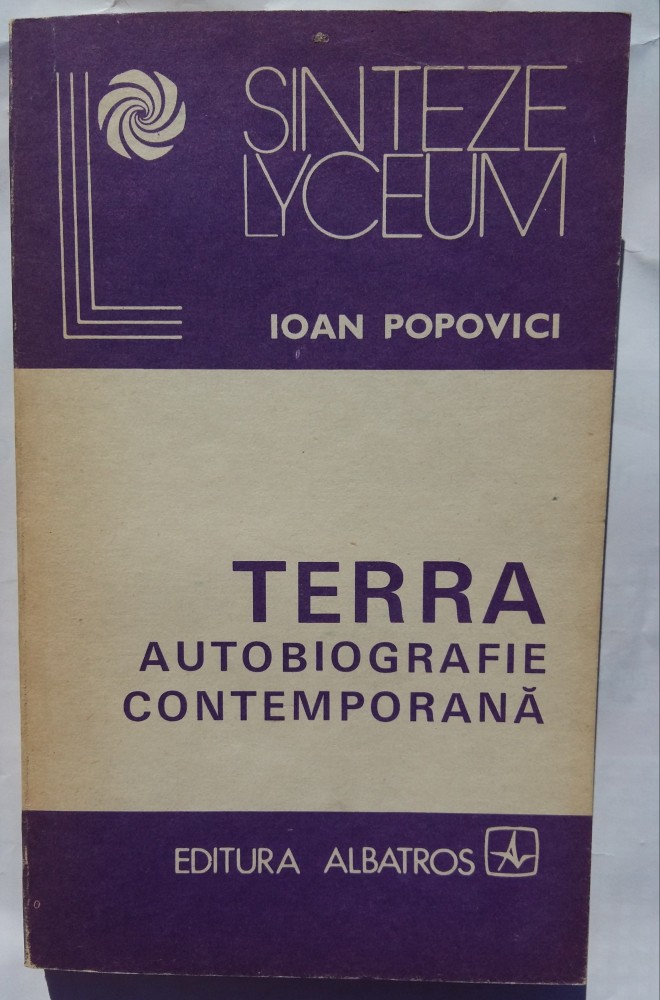 SINTEZE
LYCEUM
IOAN POPOVICI
TERRA
AUTOBIOGRAFIE
CONTEMPORANĂ
EDITURA ALBATROS